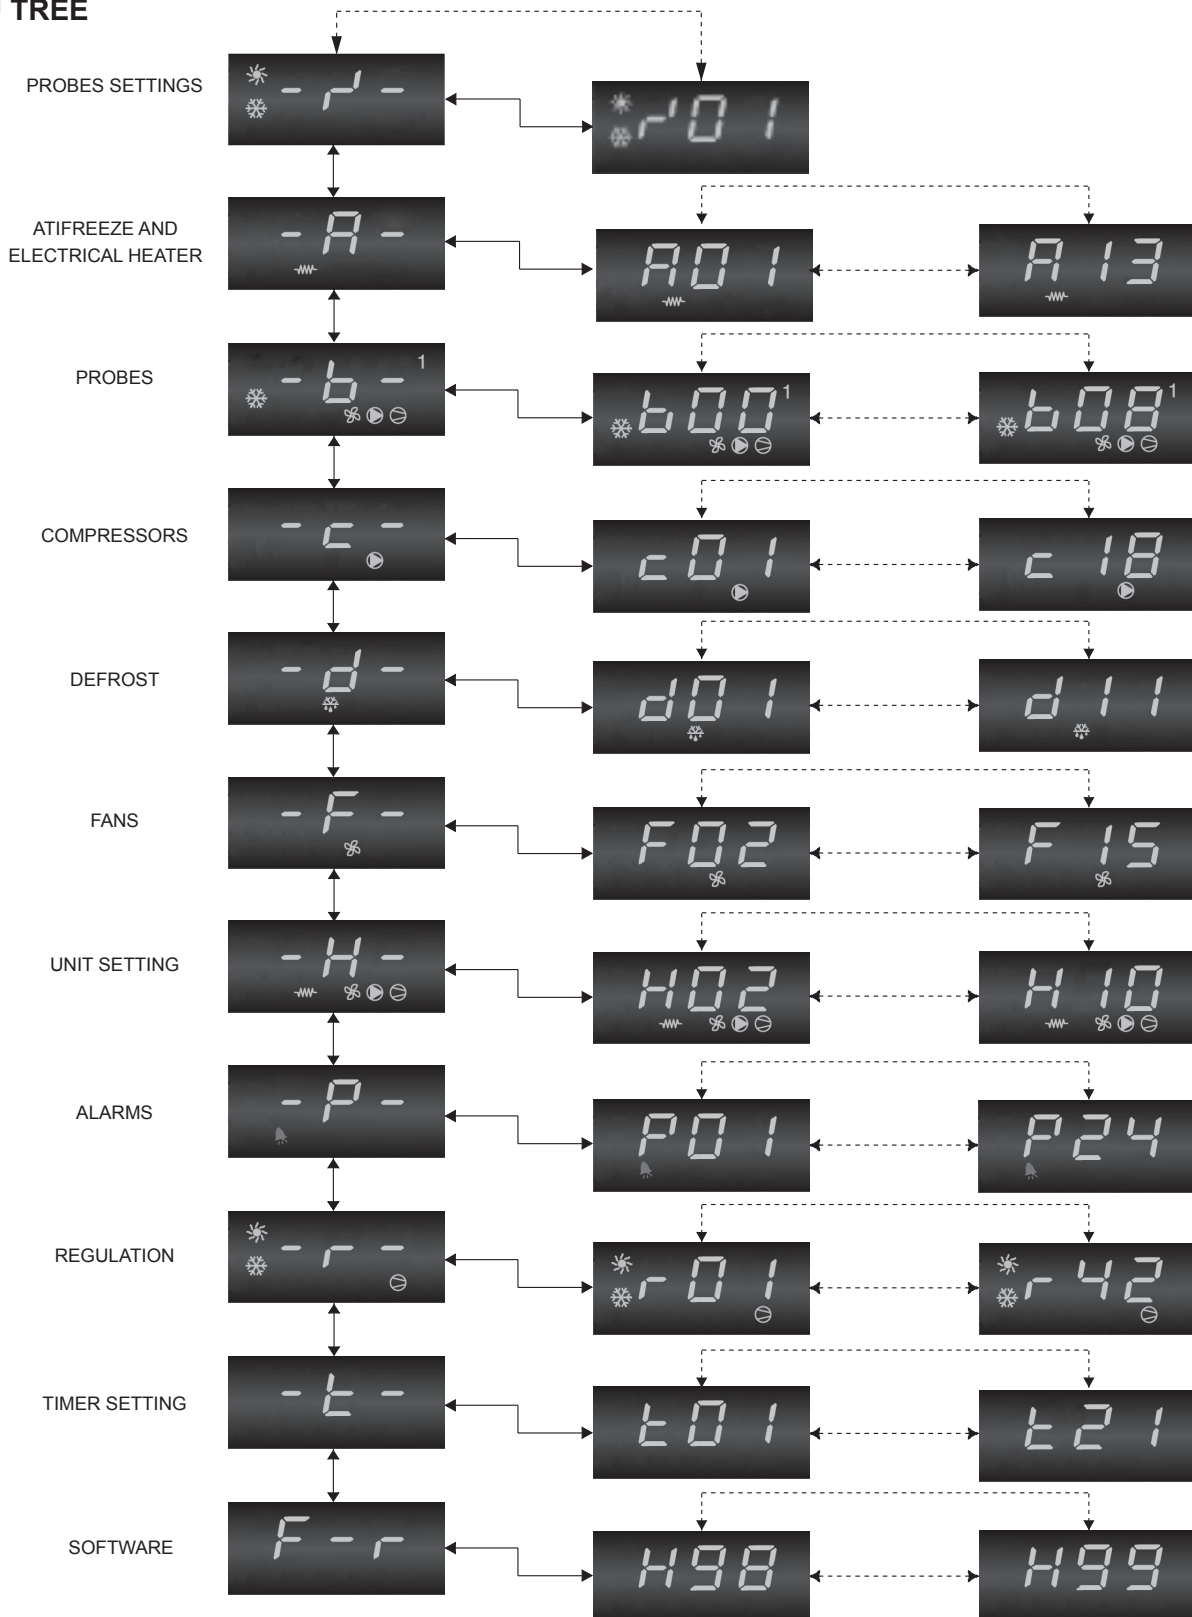 TREE
PROBES SETTINGS
-r'-
r'01
ATIFREEZE AND
ELECTRICAL HEATER
-A-
A01
A13
PROBES
-b- 1
b00 1
b08 1
COMPRESSORS
-c-
c01
c18
DEFROST
-d-
d01
d11
FANS
-F-
F02
F15
UNIT SETTING
-H-
H02
H10
ALARMS
-P-
P01
P24
REGULATION
-r-
r01
r42
TIMER SETTING
-t-
t01
t21
SOFTWARE
F-r
H98
H99